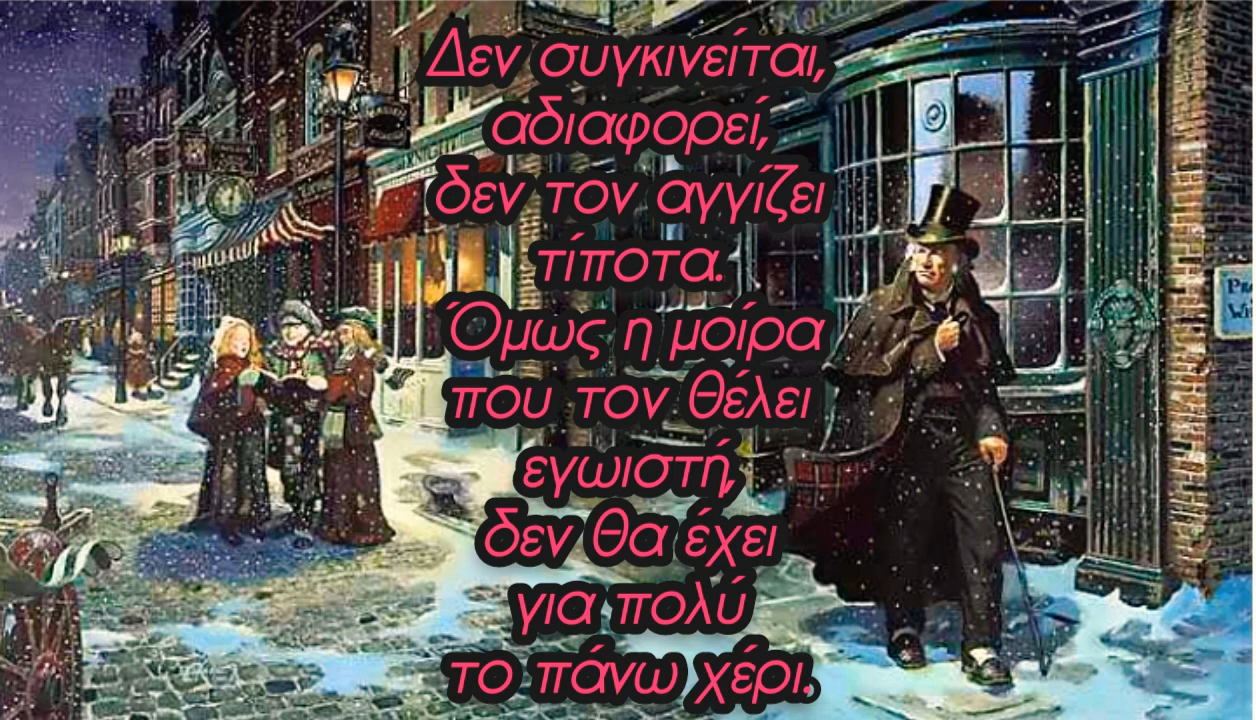 Δεν συγκινείται,
αδιαφορεί,
δεν τον αγγίζει
τίποτα.
Όμως η μοίρα
που τον θέλει
εγωιστή,
δεν θα έχει
για πολύ
το πάνω χέρι.